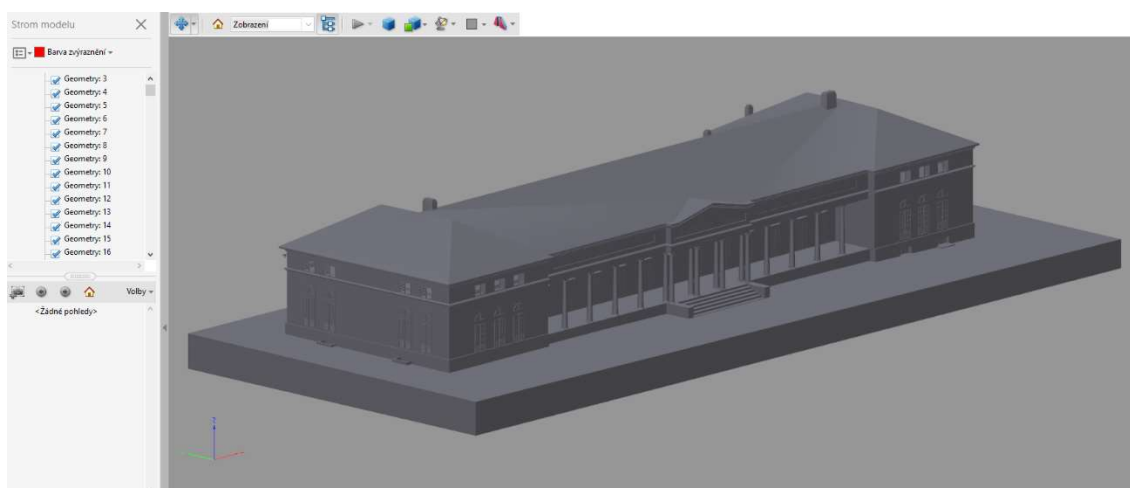 Strom modelu
Zobrazení
Barva zvýraznění
Geometry: 3
Geometry: 4
Geometry: 5
Geometry: 6
Geometry: 7
Geometry: 8
Geometry: 9
Geometry: 10
Geometry: 11
Geometry: 12
Geometry: 13
Geometry: 14
Geometry: 15
Geometry: 16
Volby
<Žádné pohledy>